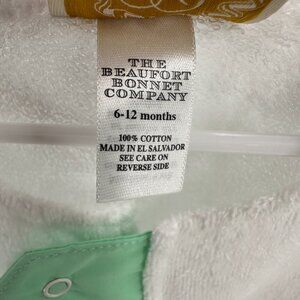 THE
BEAUFORT
BONNET
COMPANY
6-12 months
100% COTTON
MADE IN EL SALVADOR
SEE CARE ON
REVERSE SIDE